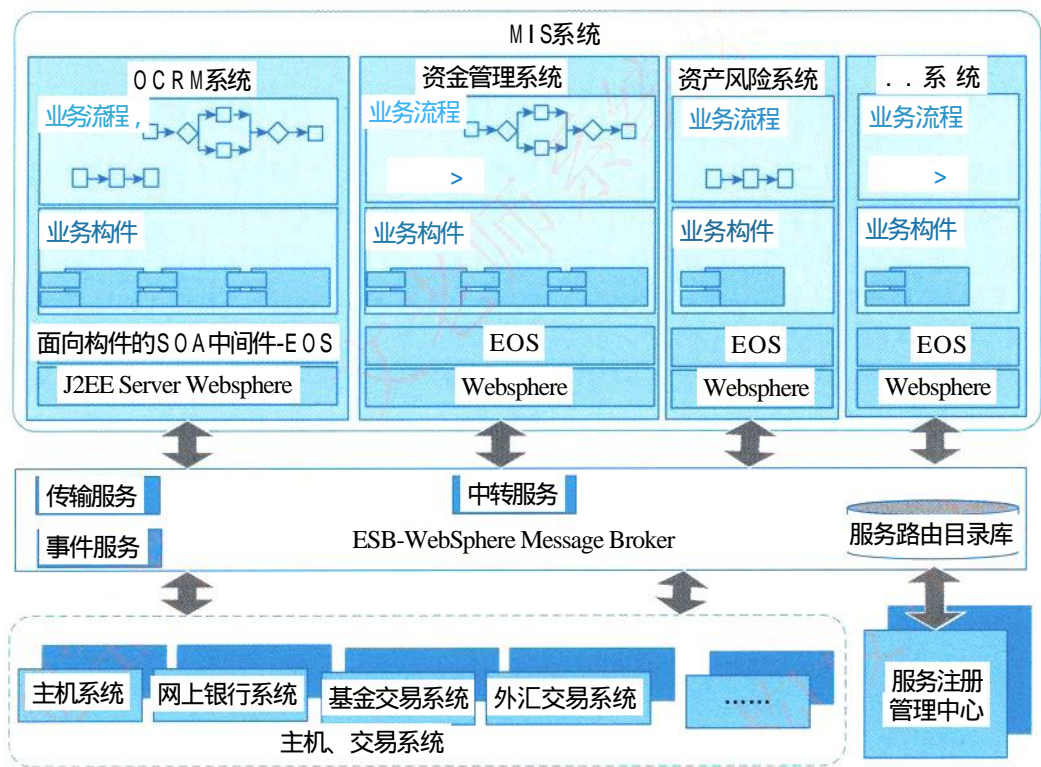 MIS系统
OCRM系统
资金管理系统
资产风险系统
..系统
业务流程,
业务流程
业务流程
业务流程
>
>
业务构件
业务构件
业务构件
业务构件
面向构件的SOA中间件-EOS
EOS
EOS
EOS
J2EE Server Websphere
Websphere
Websphere
Websphere
传输服务
中转服务
事件服务
ESB-WebSphere Message Broker
服务路由目录库
主机系统
网上银行系统
基金交易系统
外汇交易系统
......
服务注册
管理中心
主机、交易系统